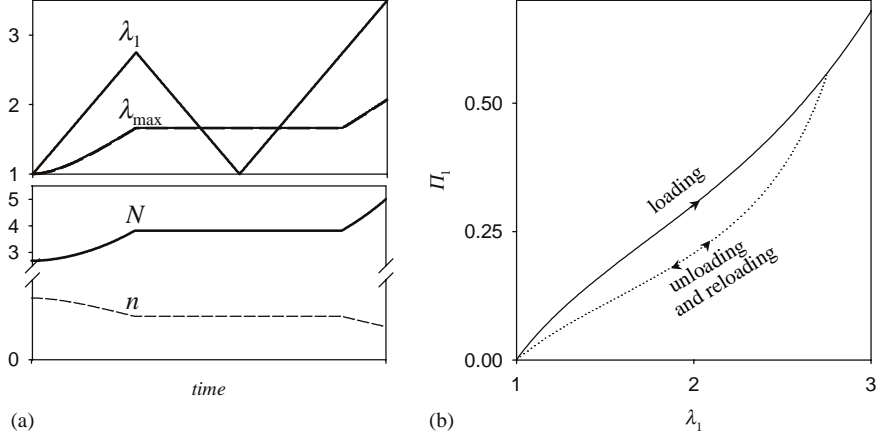 3
λ1
2
λmax
1
5
N
4
3
n
0
time
(a)
0.50
Π1
loading
0.25
unloading
and reloading
0.00
1
2
3
λ1
(b)